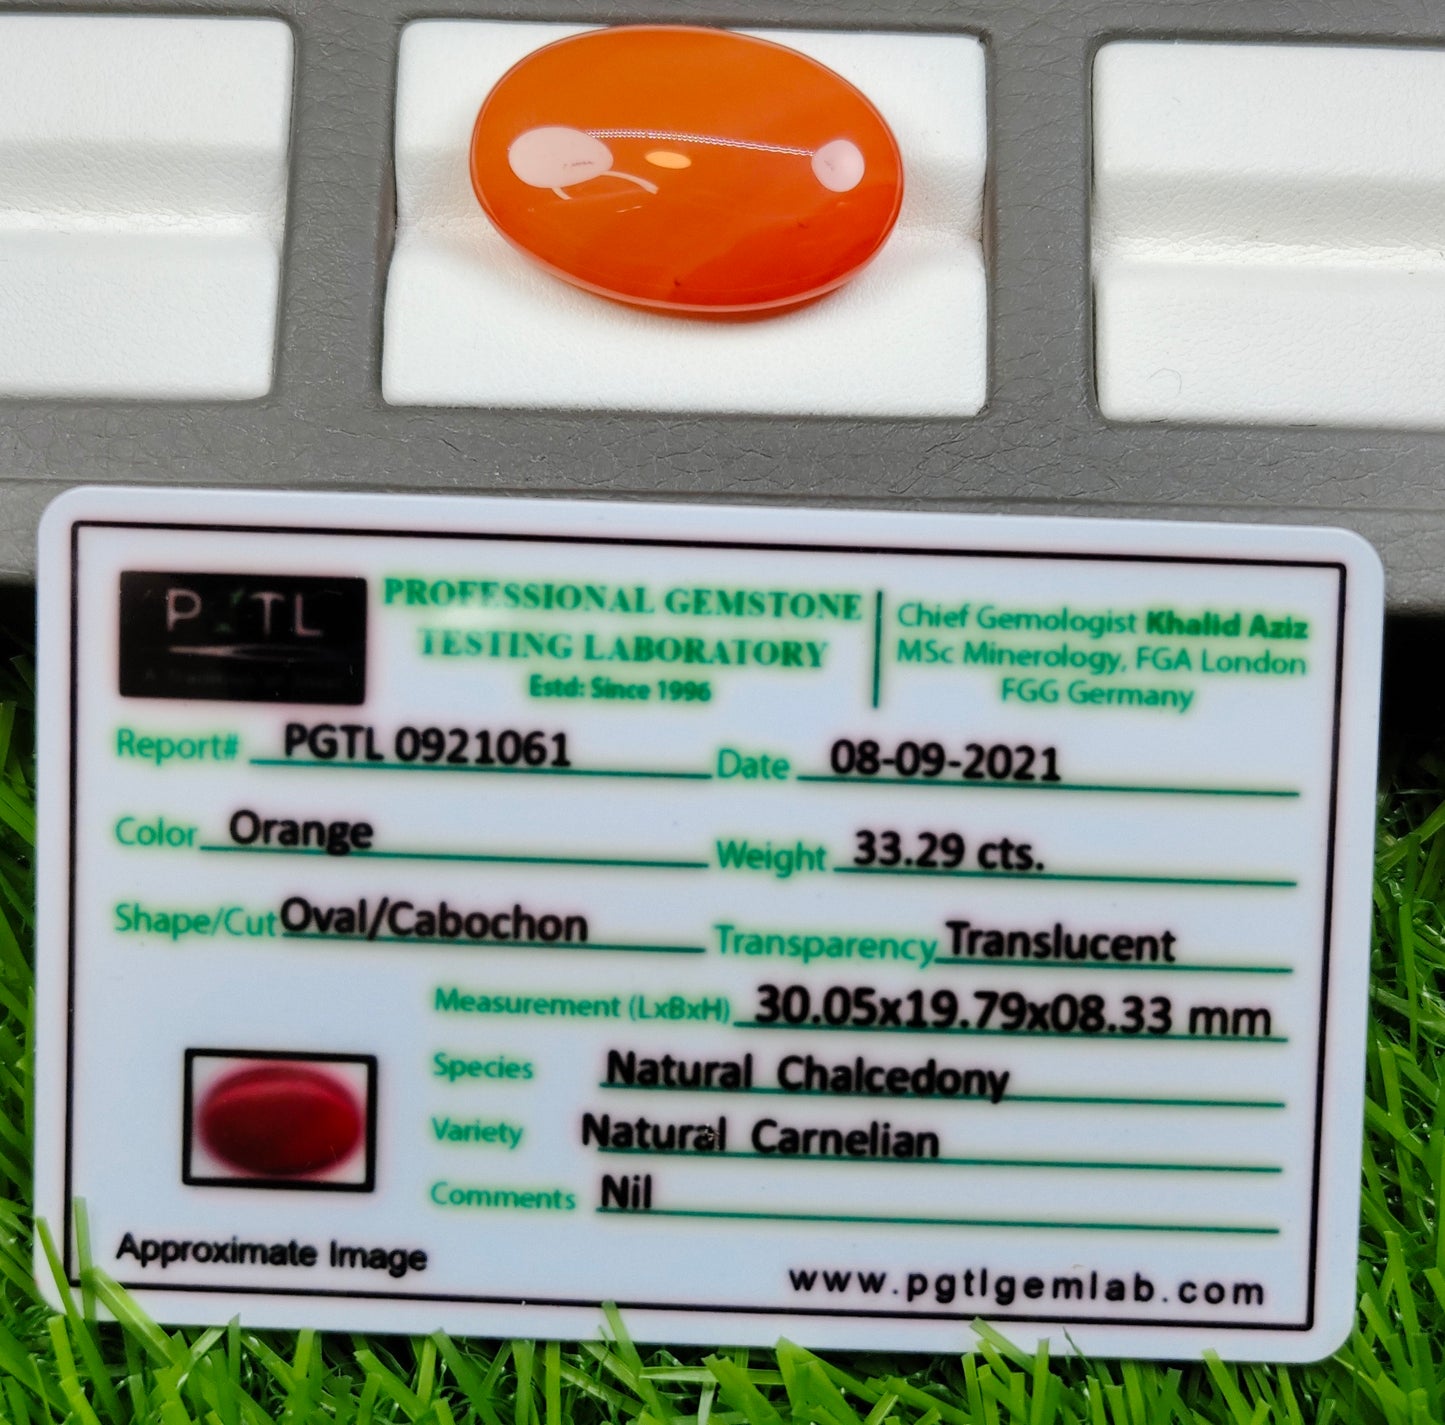 PGTL
PROFESSIONAL GEMSTONE
TESTING LABORATORY
Estd: Since 1996
Chief Gemologist Khalid Aziz
MSc Minerology, FGA London
FGG Germany
Report# PGTL 0921061 Date 08-09-2021
Color Orange Weight 33.29 cts.
Shape/Cut Oval/Cabochon Transparency Translucent
Measurement (LxBxH) 30.05x19.79x08.33 mm
Species Natural Chalcedony
Variety Natural Carnelian
Comments Nil
Approximate Image
www.pgtlgemlab.com